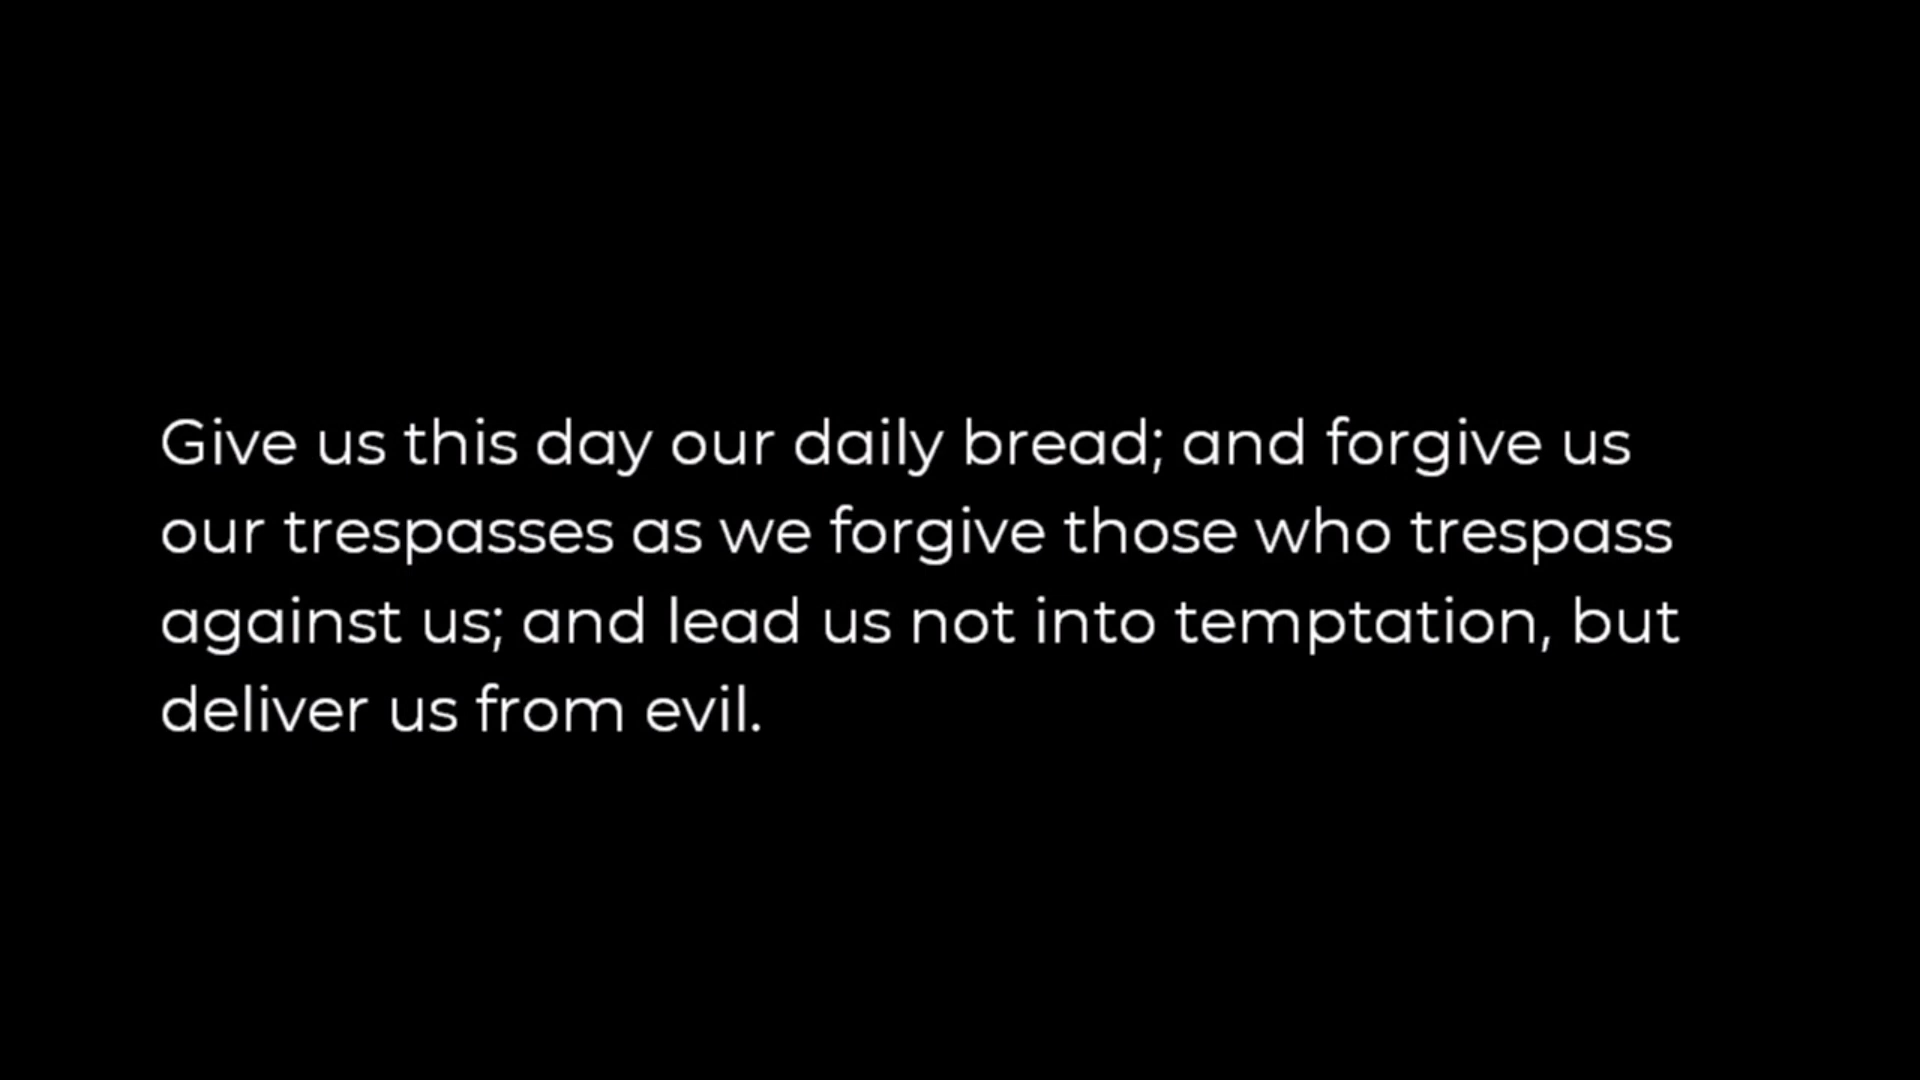 Give us this day our daily bread; and forgive us
our trespasses as we forgive those who trespass
against us; and lead us not into temptation, but
deliver us from evil.